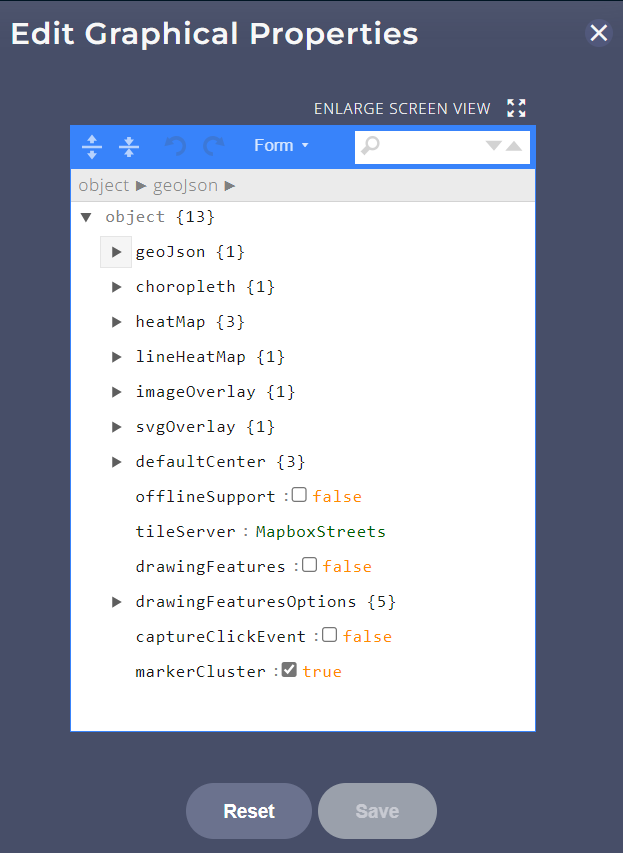 Edit Graphical Properties
ENLARGE SCREEN VIEW
Form
object ► geoJson ►
object {13}
geoJson {1}
choropleth {1}
heatMap {3}
lineHeatMap {1}
imageOverlay {1}
svgOverlay {1}
defaultCenter {3}
offlineSupport : false
tileServer : MapboxStreets
drawingFeatures : false
drawingFeaturesOptions {5}
captureClickEvent : false
markerCluster : true
Reset Save